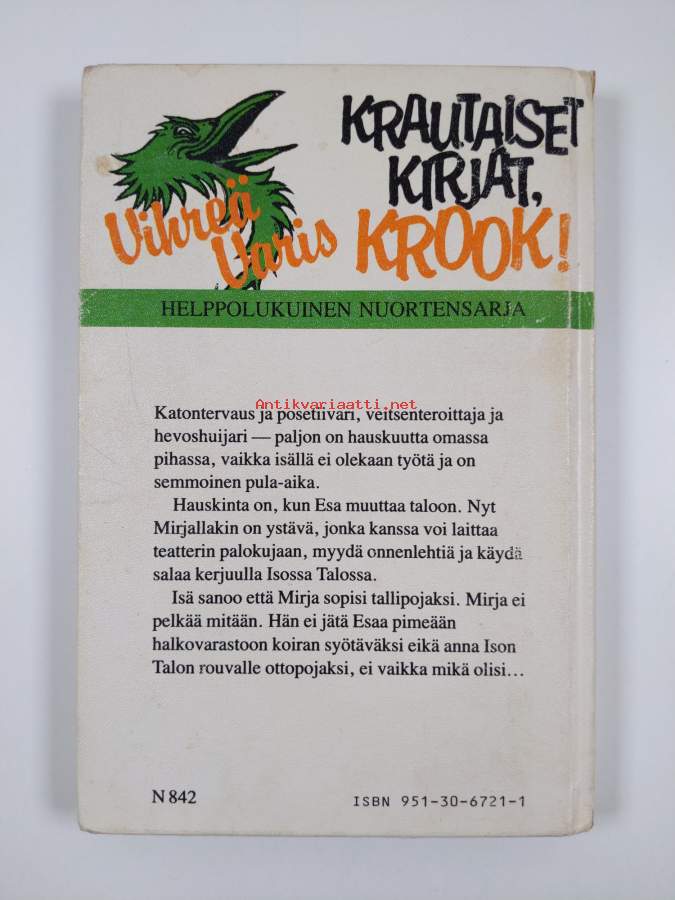 KRAUTAISET
KIRJAT,
Vihreä
Varis
KROOK!
HELPPOLUKUINEN NUORTENSARJA
Antikvariaatti.net
Katontervaus ja posetiivari, veitsenteroittaja ja
hevoshuijari — paljon on hauskuutta omassa
pihassa, vaikka isällä ei olekaan työtä ja on
semmoinen pula-aika.
Hauskinta on, kun Esa muuttaa taloon. Nyt
Mirjallakin on ystävä, jonka kanssa voi laittaa
teatterin palokujaan, myydä onnenlehtiä ja käydä
salaa kerjuulla Isossa Talossa.
Isä sanoo että Mirja sopisi tallipojaksi. Mirja ei
pelkää mitään. Hän ei jätä Esaa pimeään
halkovarastoon koiran syötäväksi eikä anna Ison
Talon rouvalle ottopojaksi, ei vaikka mikä olisi…
N 842
ISBN 951-30-6721-1